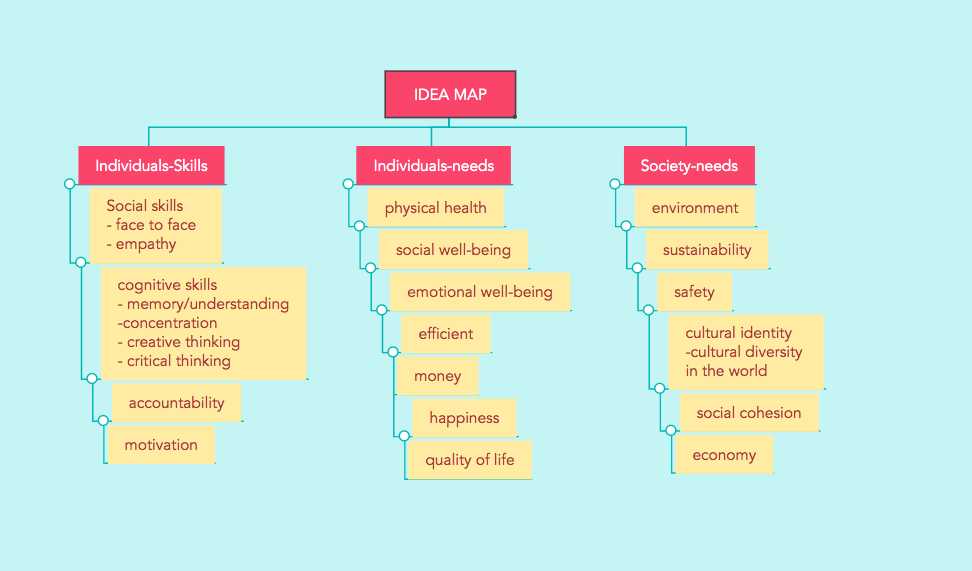 IDEA MAP
Individuals-Skills
Social skills
- face to face
- empathy
cognitive skills
- memory/understanding
-concentration
- creative thinking
- critical thinking
accountability
motivation
Individuals-needs
physical health
social well-being
emotional well-being
efficient
money
happiness
quality of life
Society-needs
environment
sustainability
safety
cultural identity
-cultural diversity
in the world
social cohesion
economy